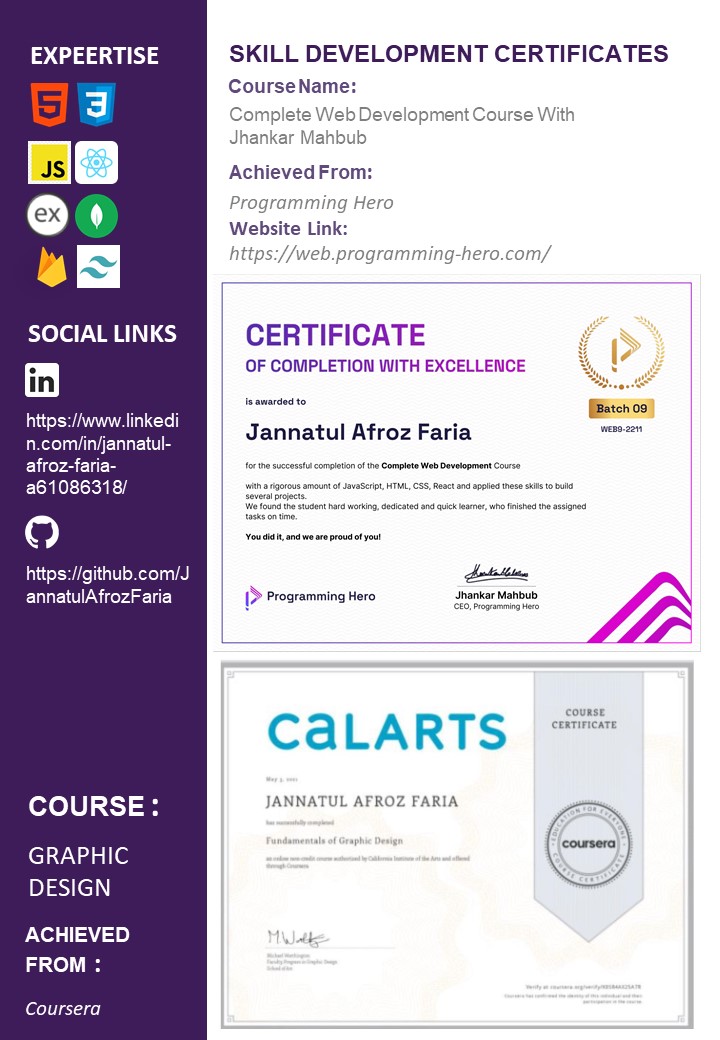 EXPEERTISE
5
3
JS
ex
SOCIAL LINKS
in
https://www.linkedi
n.com/in/jannatul-
afroz-faria-
a61086318/
https://github.com/J
annatulAfrozFaria
COURSE :
GRAPHIC
DESIGN
ACHIEVED
FROM :
Coursera
SKILL DEVELOPMENT CERTIFICATES
Course Name:
Complete Web Development Course With
Jhankar Mahbub
Achieved From:
Programming Hero
Website Link:
https://web.programming-hero.com/
CERTIFICATE
OF COMPLETION WITH EXCELLENCE
Batch 09
WEB9-2211
is awarded to
Jannatul Afroz Faria
for the successful completion of the Complete Web Development Course
with a rigorous amount of JavaScript, HTML, CSS, React and applied these skills to build
several projects.
We found the student hard working, dedicated and quick learner, who finished the assigned
tasks on time.
You did it, and we are proud of you!
Programming Hero
Jhankar Mahbub
CEO, Programming Hero
CALARTS
COURSE
CERTIFICATE
May 3, 2021
JANNATUL AFROZ FARIA
has successfully completed
Fundamentals of Graphic Design
an online non-credit course authorized by California Institute of the Arts and offered
through Coursera
EDUCATION FOR EVERYONE
coursera
COURSE CERTIFICATE
Michael Worthington
Faculty Program in Graphic Design
School of Art
Verify at coursera.org/verify/
Coursera has confirmed the identity of this individual and their
participation in the course.